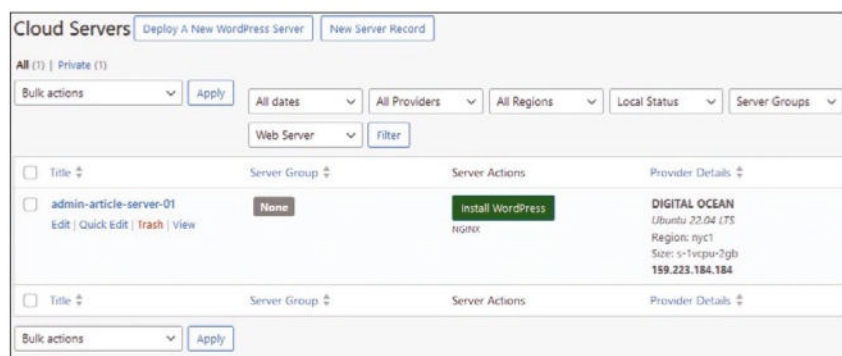 Cloud Servers Deploy A New WordPress Server New Server Record
All (1) | Private (1)
Bulk actions Apply All dates All Providers All Regions Local Status Server Groups
Web Server Filter
Title Server Group Server Actions Provider Details
admin-article-server-01 None Install WordPress DIGITAL OCEAN
Edit | Quick Edit | Trash | View NGINX Ubuntu 22.04 LTS
Region: nyc1
Size: s-1vcpu-2gb
159.223.184.184
Title Server Group Server Actions Provider Details
Bulk actions Apply